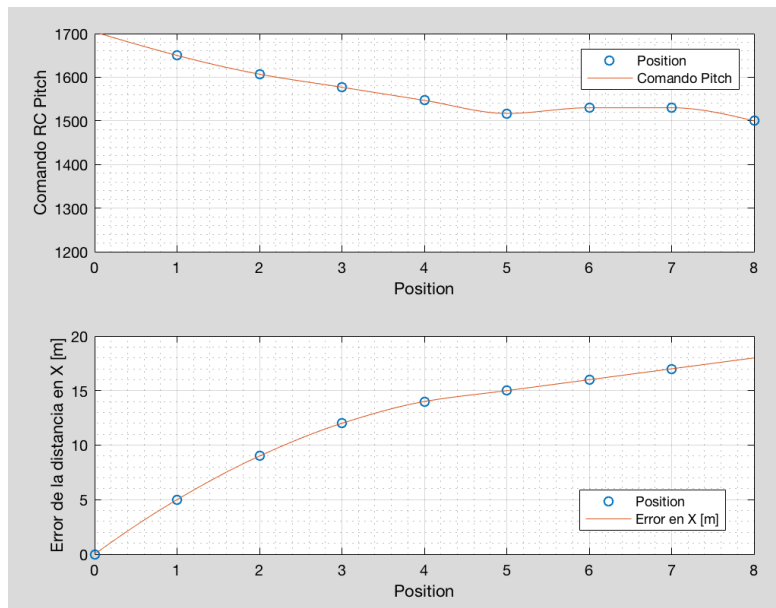 1700
1600
1500
1400
1300
1200
Comando RC Pitch
Position
Comando Pitch
0 1 2 3 4 5 6 7 8
Position
20
15
10
5
0
Error de la distancia en X [m]
Position
Error en X [m]
0 1 2 3 4 5 6 7 8
Position